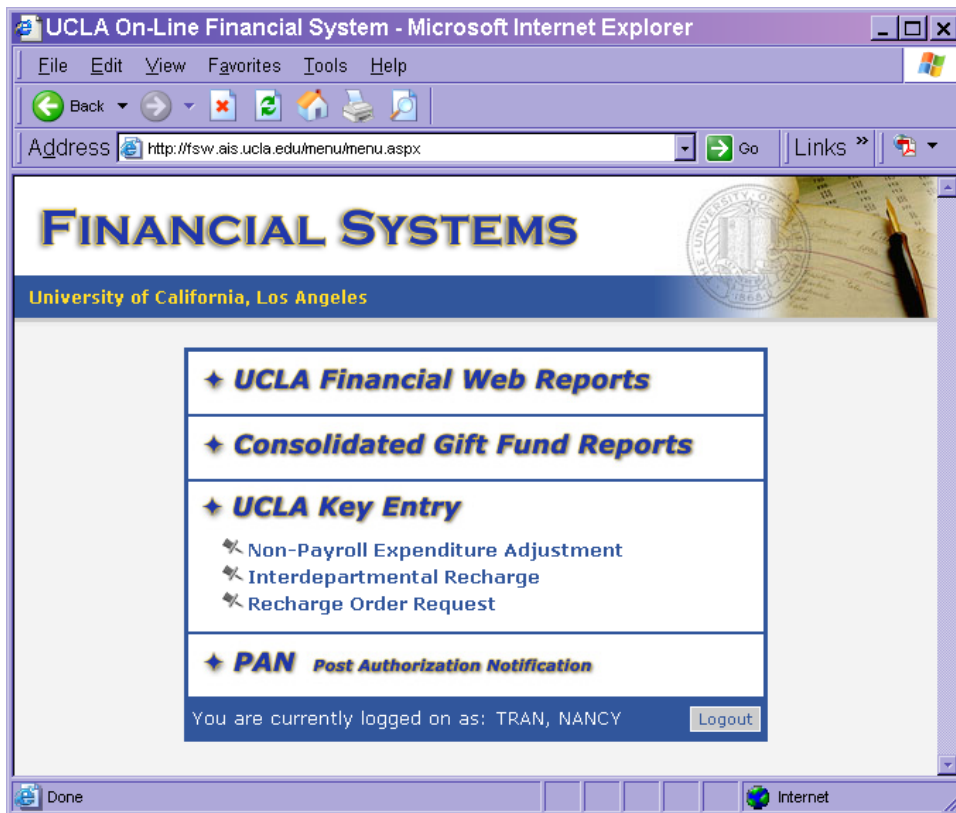 UCLA On-Line Financial System - Microsoft Internet Explorer
File Edit View Favorites Tools Help
Back
Address http://fsw.ais.ucla.edu/menu/menu.aspx Go Links »
FINANCIAL SYSTEMS
University of California, Los Angeles
UCLA Financial Web Reports
Consolidated Gift Fund Reports
UCLA Key Entry
Non-Payroll Expenditure Adjustment
Interdepartmental Recharge
Recharge Order Request
PAN Post Authorization Notification
You are currently logged on as: TRAN, NANCY Logout
Done Internet